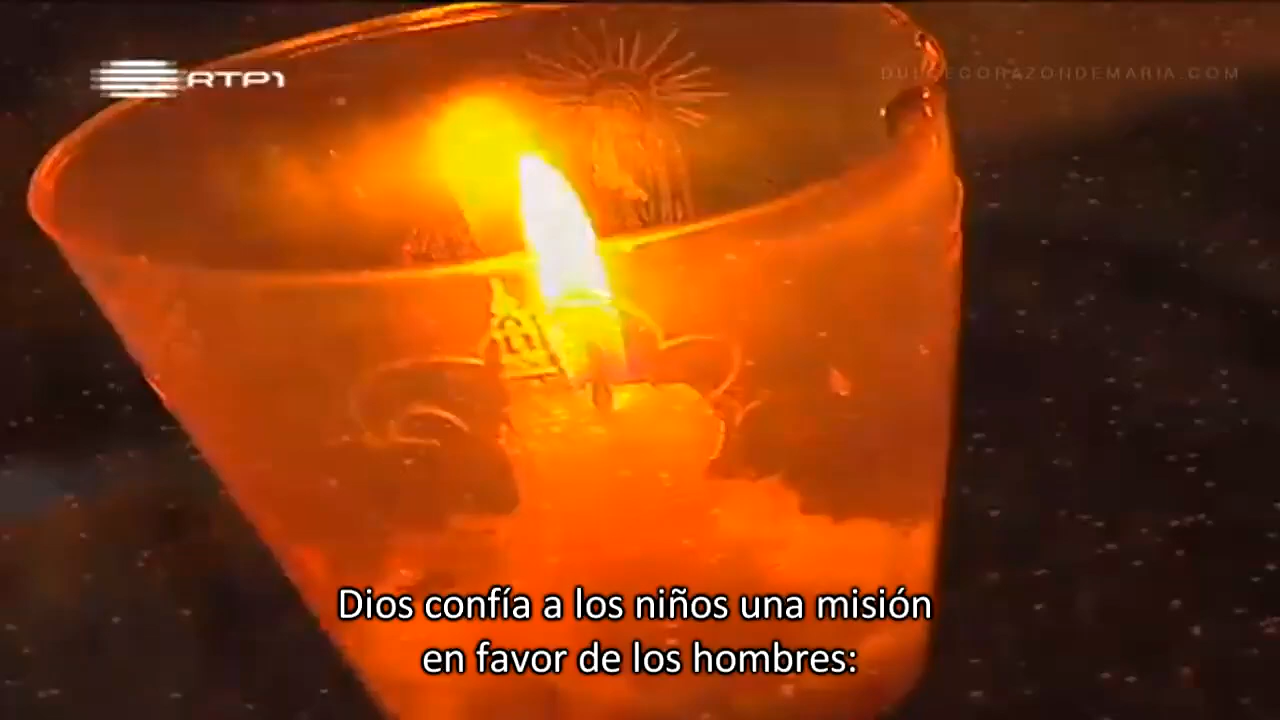 RTP1
DULCECORAZONDEMARIA.COM
Dios confía a los niños una misión
en favor de los hombres: